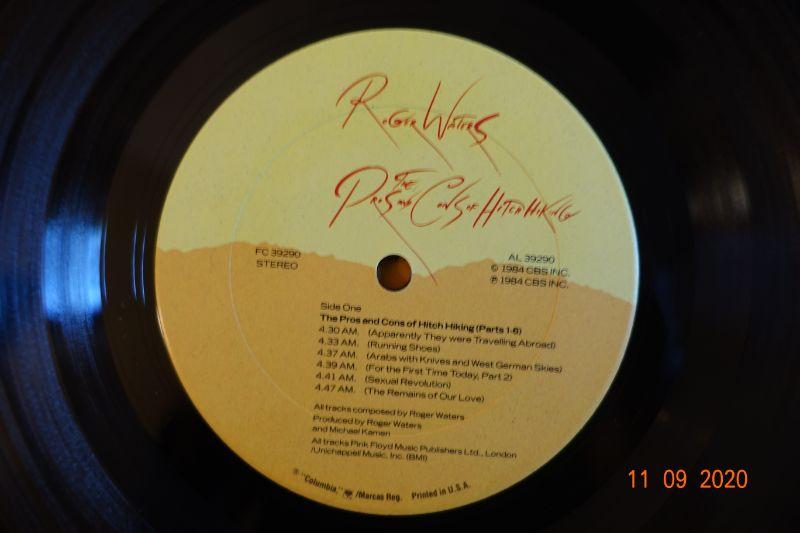 Roger Waters
The Pros and Cons of Hitch Hiking
FC 39290
STEREO
AL 39290
© 1984 CBS INC.
℗ 1984 CBS INC.
Side One
The Pros and Cons of Hitch Hiking (Parts 1-6)
4.30 AM. (Apparently They were Travelling Abroad)
4.33 AM. (Running Shoes)
4.37 AM. (Arabs with Knives and West German Skies)
4.39 AM. (For the First Time Today, Part 2)
4.41 AM. (Sexual Revolution)
4.47 AM. (The Remains of Our Love)
All tracks composed by Roger Waters
Produced by Roger Waters
and Michael Kamen
All tracks Pink Floyd Music Publishers Ltd., London
/Unichappell Music, Inc. (BMI)
® "Columbia," /Marcas Reg. Printed in U.S.A.
11 09 2020